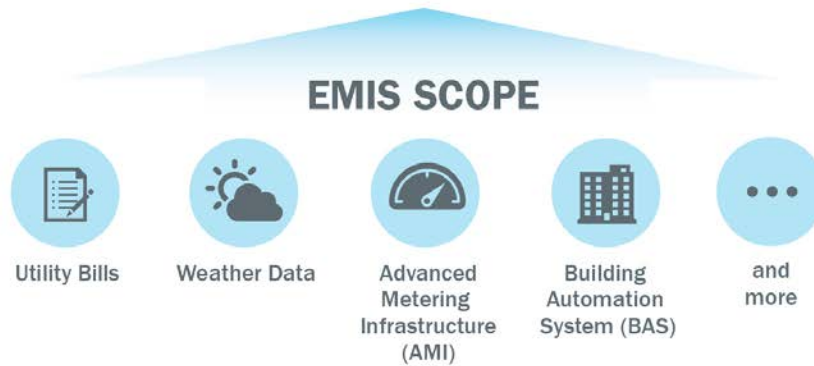 EMIS SCOPE
Utility Bills
Weather Data
Advanced
Metering
Infrastructure
(AMI)
Building
Automation
System (BAS)
and
more